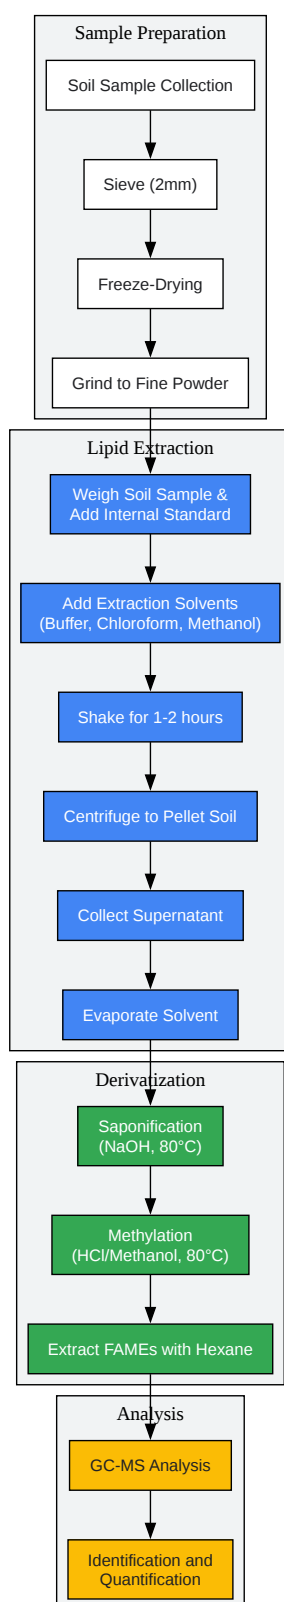 Sample Preparation
Soil Sample Collection
Sieve (2mm)
Freeze-Drying
Grind to Fine Powder
Lipid Extraction
Weigh Soil Sample &
Add Internal Standard
Add Extraction Solvents
(Buffer, Chloroform, Methanol)
Shake for 1-2 hours
Centrifuge to Pellet Soil
Collect Supernatant
Evaporate Solvent
Derivatization
Saponification
(NaOH, 80°C)
Methylation
(HCl/Methanol, 80°C)
Extract FAMEs with Hexane
Analysis
GC-MS Analysis
Identification and
Quantification